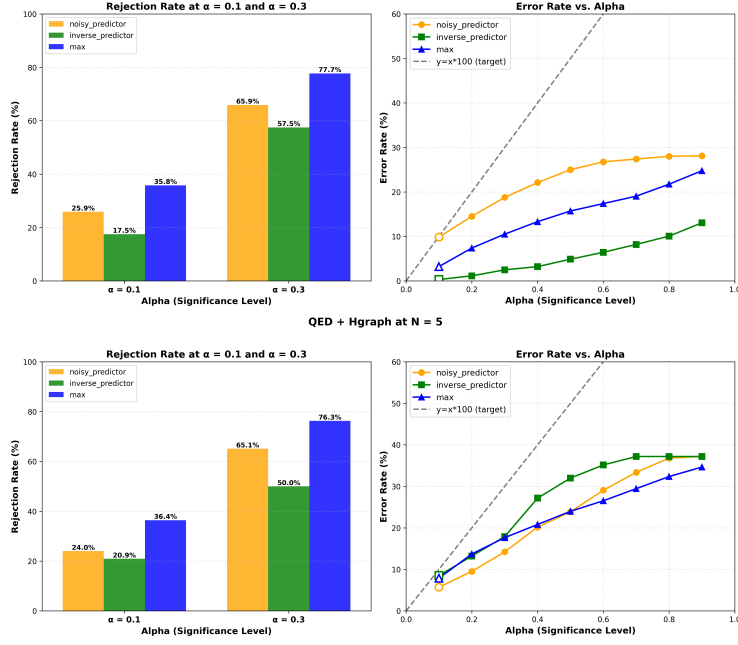 Rejection Rate at α = 0.1 and α = 0.3
Rejection Rate (%)
100
80
60
40
20
0
noisy_predictor
inverse_predictor
max
25.9%
17.5%
35.8%
65.9%
57.5%
77.7%
α = 0.1
α = 0.3
Alpha (Significance Level)
Error Rate vs. Alpha
Error Rate (%)
60
50
40
30
20
10
0
noisy_predictor
inverse_predictor
max
y=x*100 (target)
0.0
0.2
0.4
0.6
0.8
1.0
Alpha (Significance Level)
QED + Hgraph at N = 5
Rejection Rate at α = 0.1 and α = 0.3
Rejection Rate (%)
100
80
60
40
20
0
noisy_predictor
inverse_predictor
max
24.0%
20.9%
36.4%
65.1%
50.0%
76.3%
α = 0.1
α = 0.3
Alpha (Significance Level)
Error Rate vs. Alpha
Error Rate (%)
60
50
40
30
20
10
0
noisy_predictor
inverse_predictor
max
y=x*100 (target)
0.0
0.2
0.4
0.6
0.8
1.0
Alpha (Significance Level)